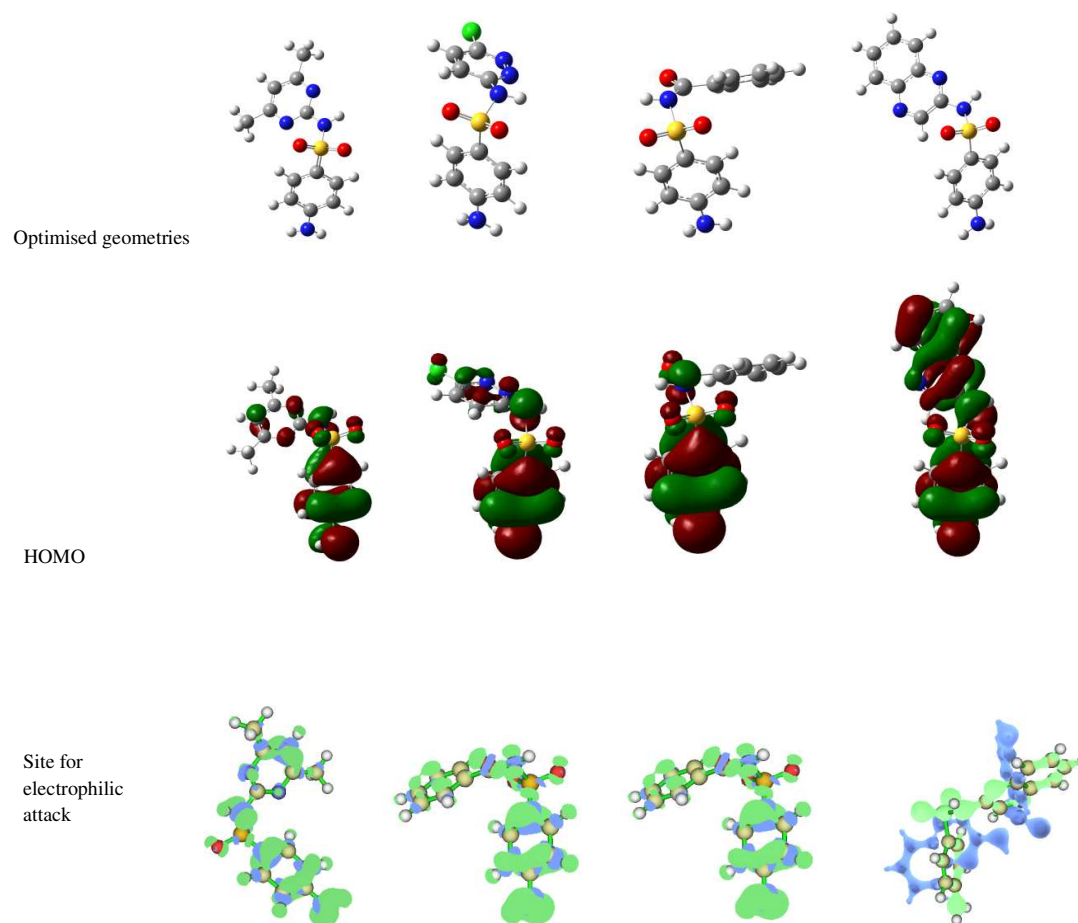 Optimised geometries
HOMO
Site for
electrophilic
attack